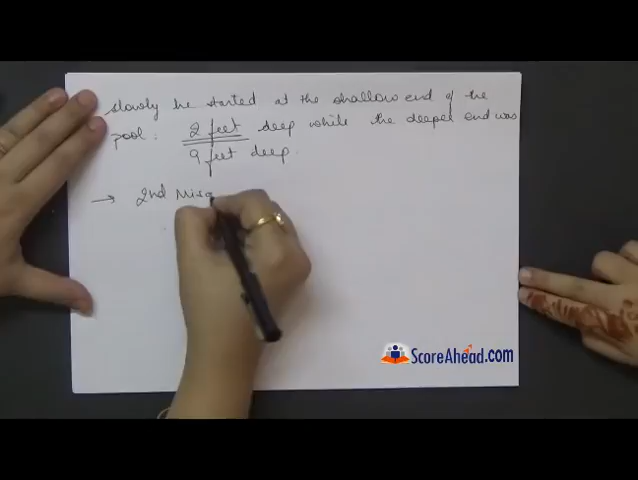 slowly he started at the shallow end of the
pool: 2 feet deep while the deeper end was
9 feet deep.
→ 2nd Misa
ScoreAhead.com